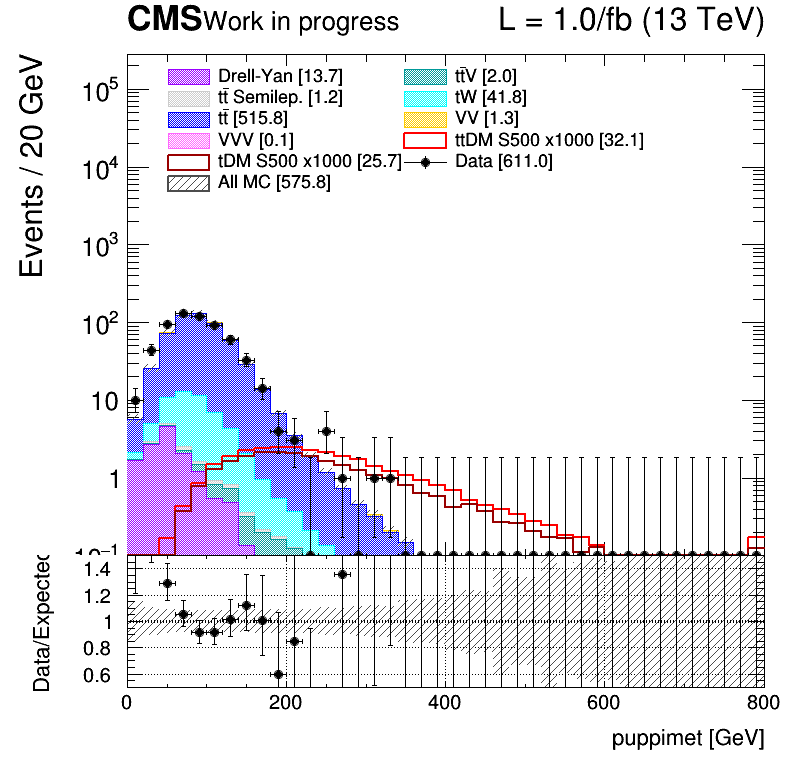 CMS Work in progress L = 1.0/fb (13 TeV)
Events / 20 GeV
Drell-Yan [13.7] tt̄V [2.0]
tt̄ Semilep. [1.2] tW [41.8]
tt̄ [515.8] VV [1.3]
VVV [0.1] ttDM S500 x1000 [32.1]
tDM S500 x1000 [25.7] Data [611.0]
All MC [575.8]
10⁵
10⁴
10³
10²
10
1
10⁻¹
Data/Expected
1.4
1.2
1
0.8
0.6
0 200 400 600 800
puppimet [GeV]